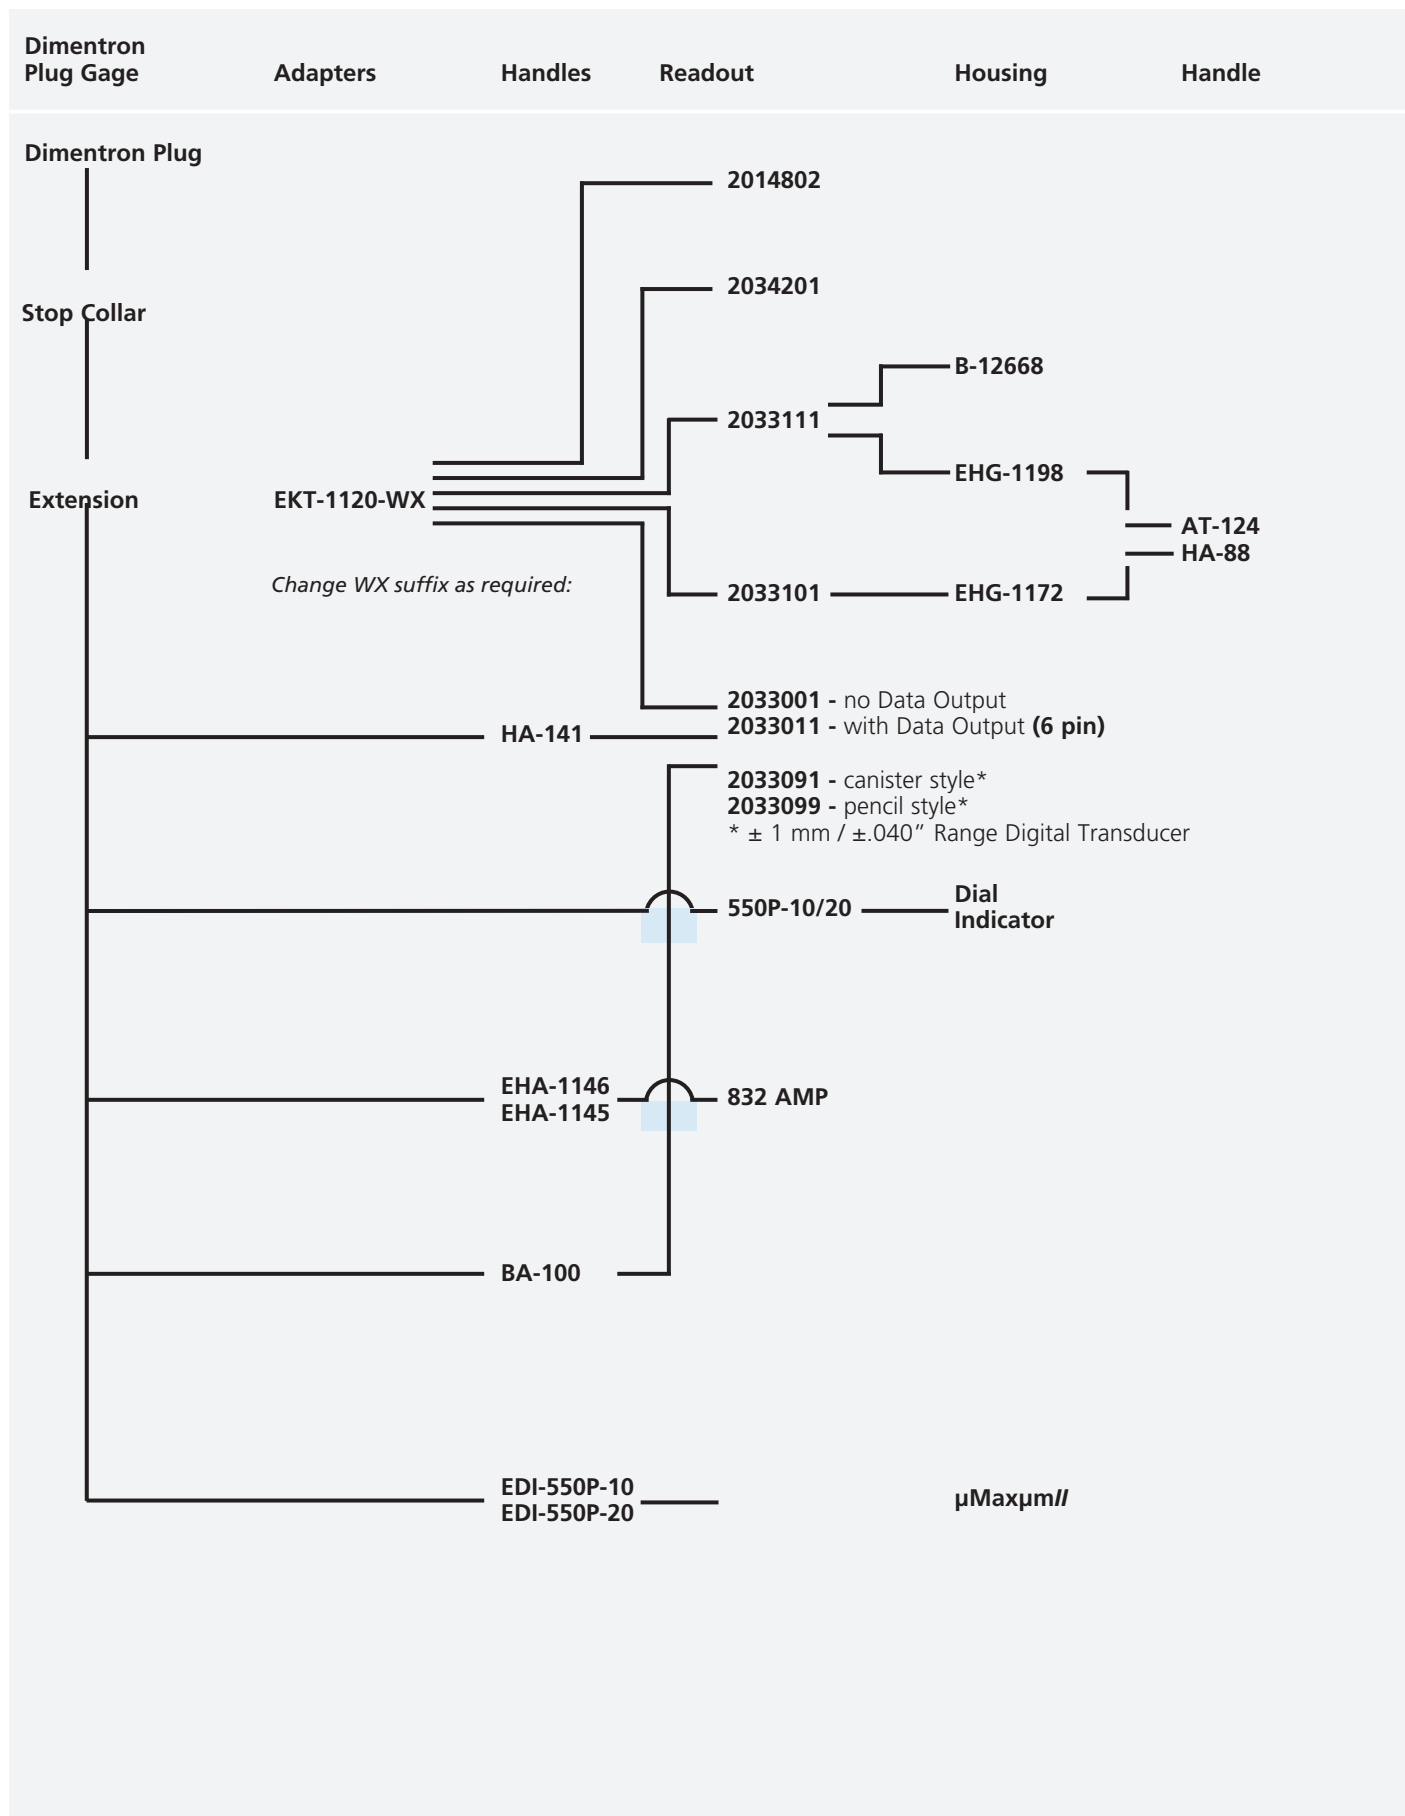 Dimentron
Plug Gage
Adapters
Handles
Readout
Housing
Handle
Dimentron Plug
2014802
2034201
Stop Collar
B-12668
2033111
EHG-1198
Extension
EKT-1120-WX
AT-124
HA-88
Change WX suffix as required:
2033101
EHG-1172
2033001 - no Data Output
2033011 - with Data Output (6 pin)
HA-141
2033091 - canister style*
2033099 - pencil style*
* ± 1 mm / ±.040” Range Digital Transducer
550P-10/20
Dial
Indicator
EHA-1146
EHA-1145
832 AMP
BA-100
EDI-550P-10
EDI-550P-20
µMaxµmII